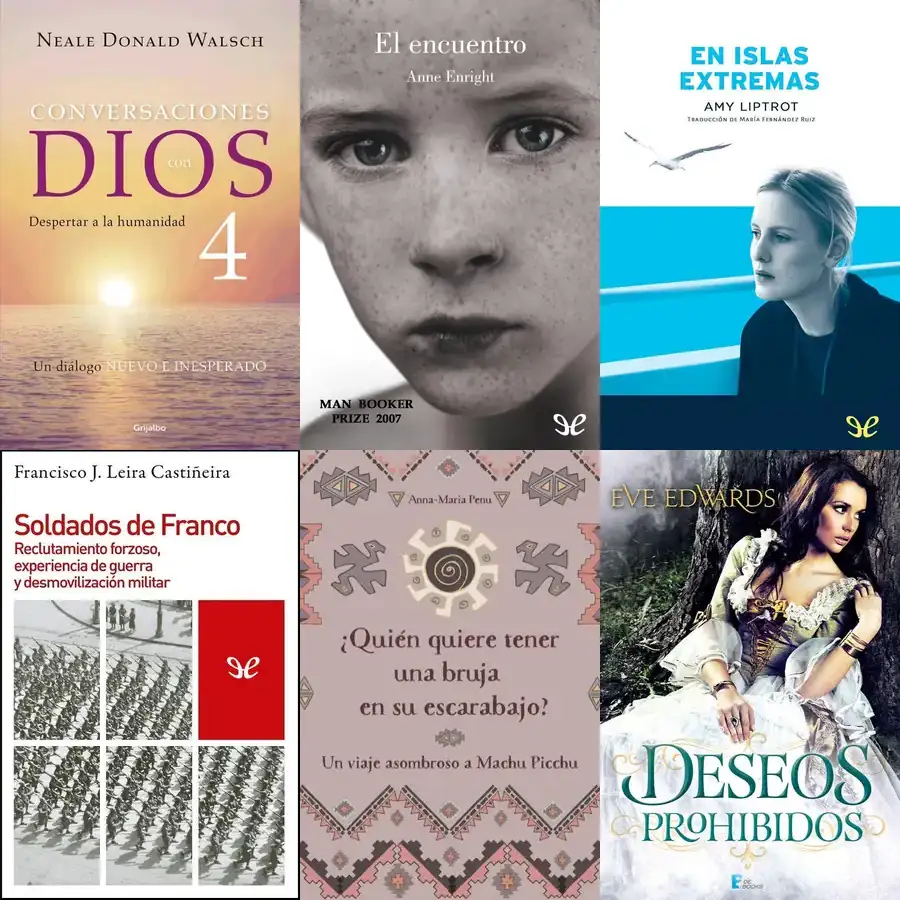 NEALE DONALD WALSCH
CONVERSACIONES
con
DIOS
Despertar a la humanidad
4
Un diálogo NUEVO E INESPERADO
Grijalbo
El encuentro
Anne Enright
MAN BOOKER
PRIZE 2007
EN ISLAS
EXTREMAS
AMY LIPTROT
TRADUCCIÓN DE MARÍA FERNÁNDEZ RUIZ
Francisco J. Leira Castiñeira
Soldados de Franco
Reclutamiento forzoso,
experiencia de guerra
y desmovilización militar
Anna-Maria Penu
¿Quién quiere tener
una bruja
en su escarabajo?
Un viaje asombroso a Machu Picchu
EVE EDWARDS
DESEOS
PROHIBIDOS
B DE
BOOKS